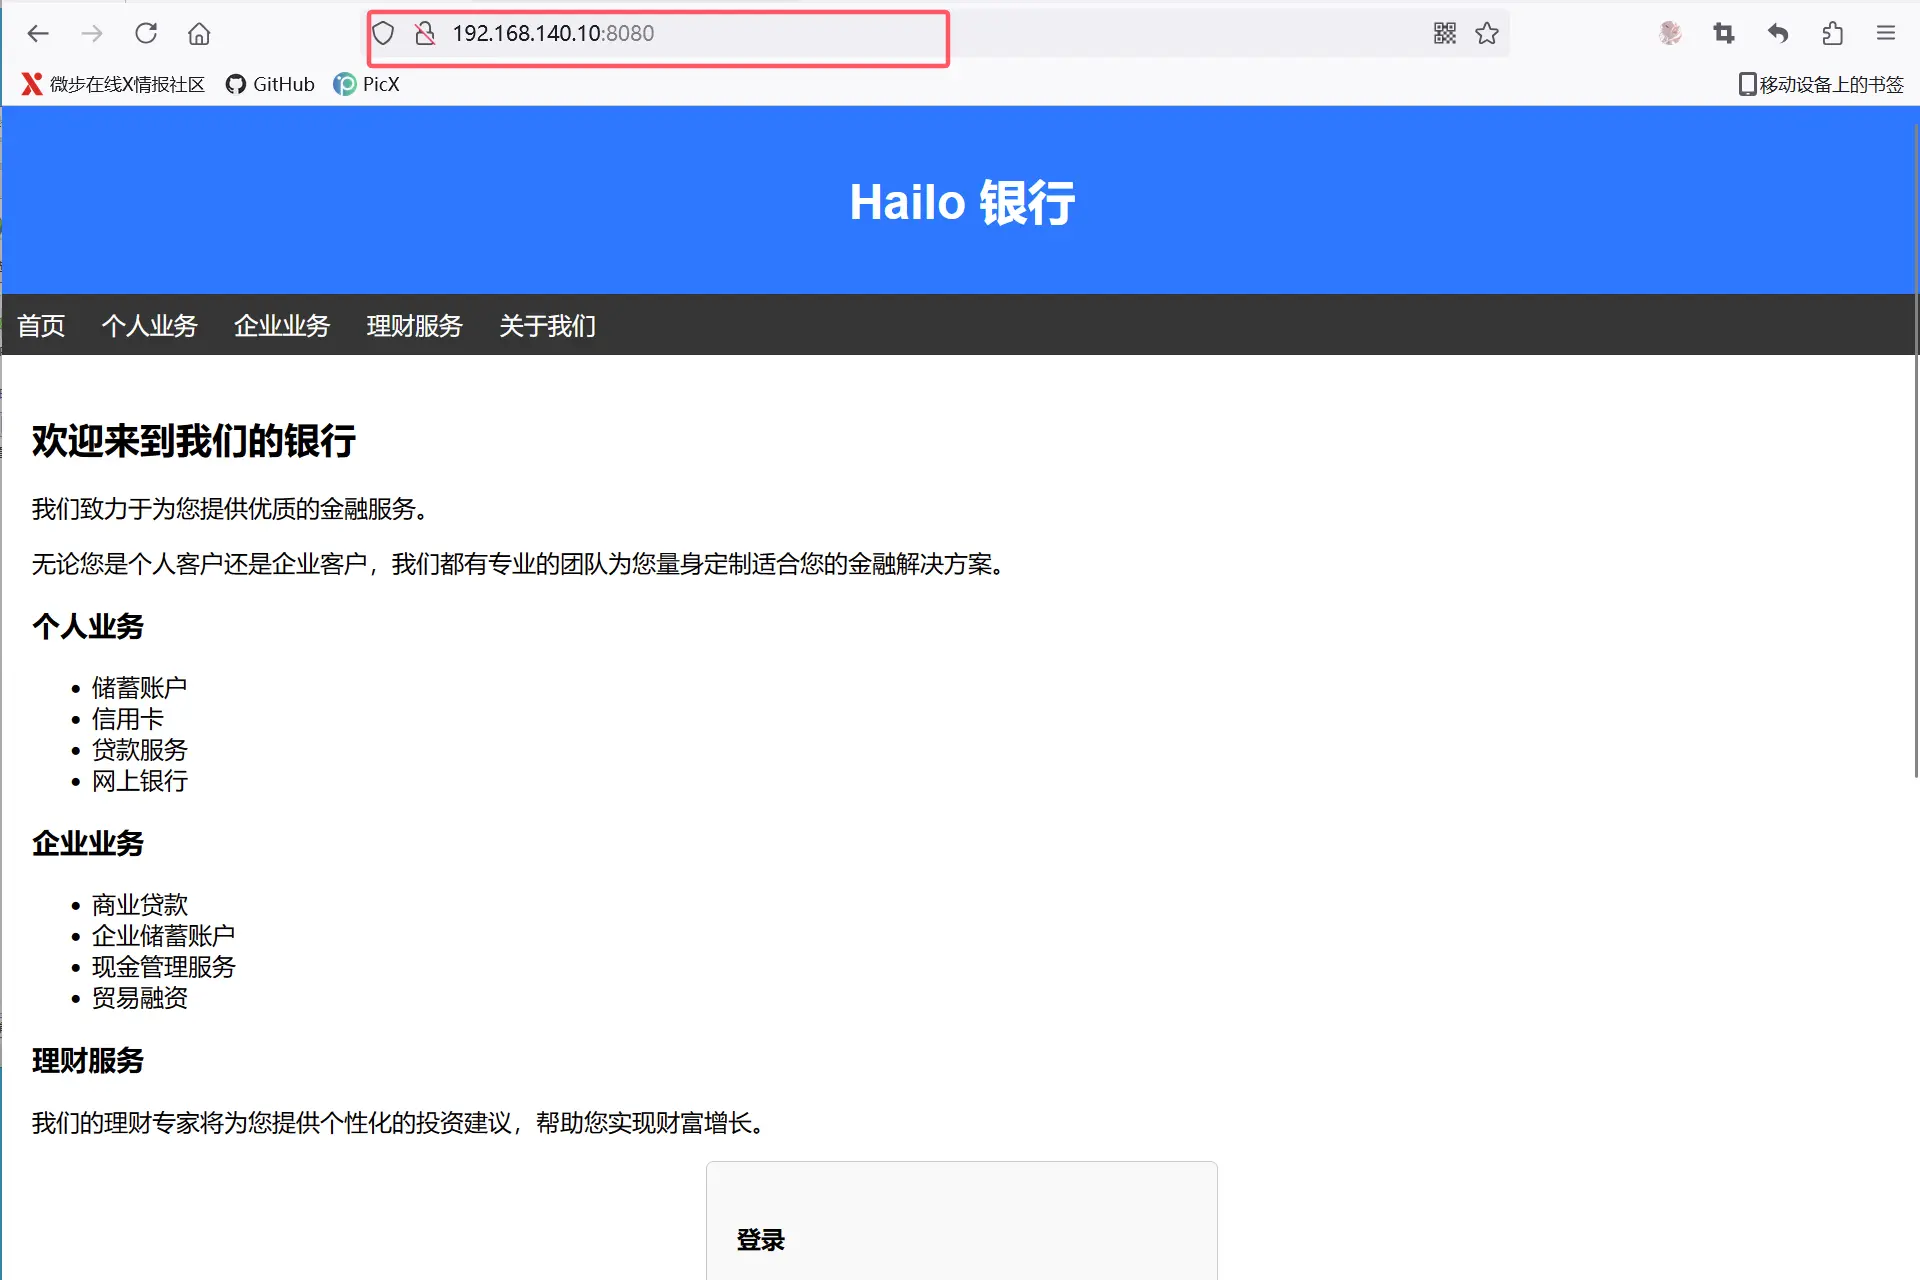 192.168.140.10:8080
微步在线X情报社区 GitHub PicX 移动设备上的书签
Hailo 银行
首页 个人业务 企业业务 理财服务 关于我们
欢迎来到我们的银行
我们致力于为您提供优质的金融服务。
无论您是个人客户还是企业客户，我们都有专业的团队为您量身定制适合您的金融解决方案。
个人业务
储蓄账户
信用卡
贷款服务
网上银行
企业业务
商业贷款
企业储蓄账户
现金管理服务
贸易融资
理财服务
我们的理财专家将为您提供个性化的投资建议，帮助您实现财富增长。
登录